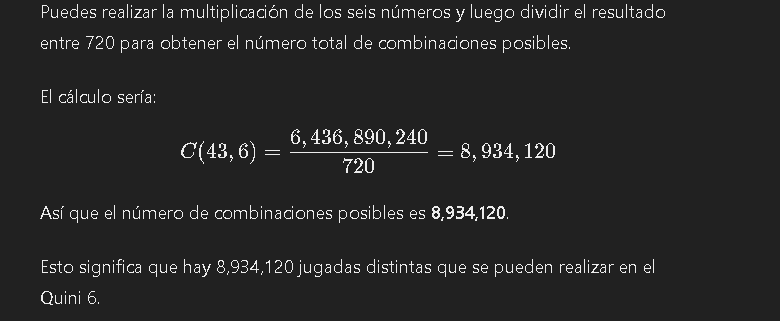 Puedes realizar la multiplicación de los seis números y luego dividir el resultado
entre 720 para obtener el número total de combinaciones posibles.
El cálculo sería:
C(43, 6) = 6, 436, 890, 240 / 720 = 8, 934, 120
Así que el número de combinaciones posibles es 8,934,120.
Esto significa que hay 8,934,120 jugadas distintas que se pueden realizar en el
Quini 6.